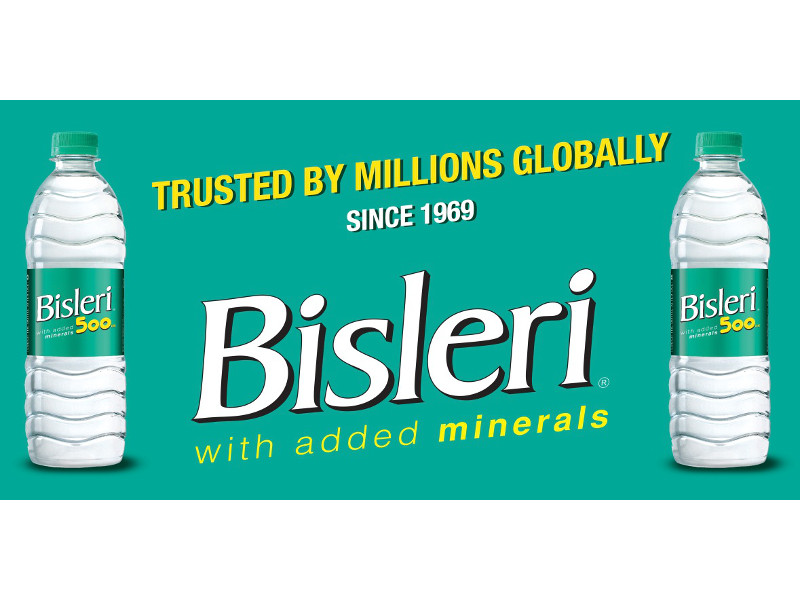 TRUSTED BY MILLIONS GLOBALLY
SINCE 1969
Bisleri
with added
minerals 500
Bisleri®
with added minerals
Bisleri
with added
minerals 500